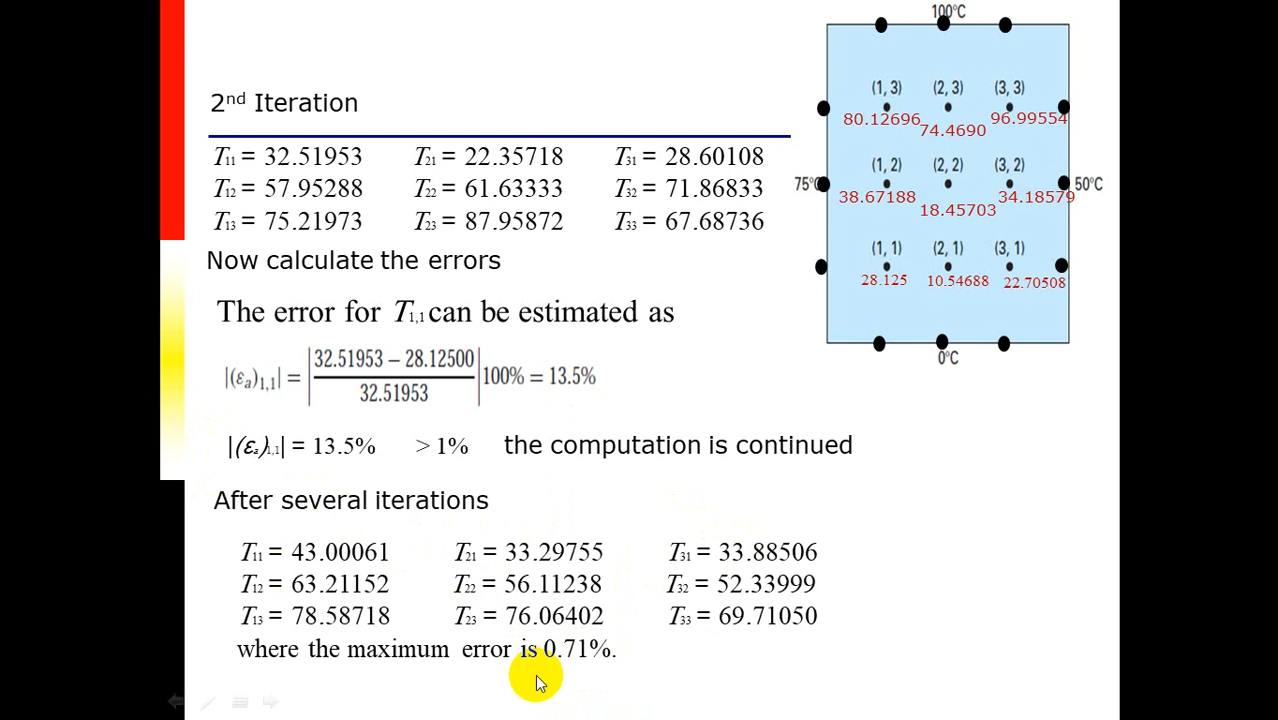 2nd Iteration
T11 = 32.51953 T21 = 22.35718 T31 = 28.60108
T12 = 57.95288 T22 = 61.63333 T32 = 71.86833
T13 = 75.21973 T23 = 87.95872 T33 = 67.68736
Now calculate the errors
The error for T1,1 can be estimated as
|(εa)1,1| = |(32.51953 – 28.12500) / 32.51953| 100% = 13.5%
|(εa)1,1| = 13.5% > 1% the computation is continued
After several iterations
T11 = 43.00061 T21 = 33.29755 T31 = 33.88506
T12 = 63.21152 T22 = 56.11238 T32 = 52.33999
T13 = 78.58718 T23 = 76.06402 T33 = 69.71050
where the maximum error is 0.71%.
100°C
(1, 3) (2, 3) (3, 3)
80.12696 74.4690 96.99554
(1, 2) (2, 2) (3, 2)
75°C 50°C
38.67188 18.45703 34.18579
(1, 1) (2, 1) (3, 1)
28.125 10.54688 22.70508
0°C